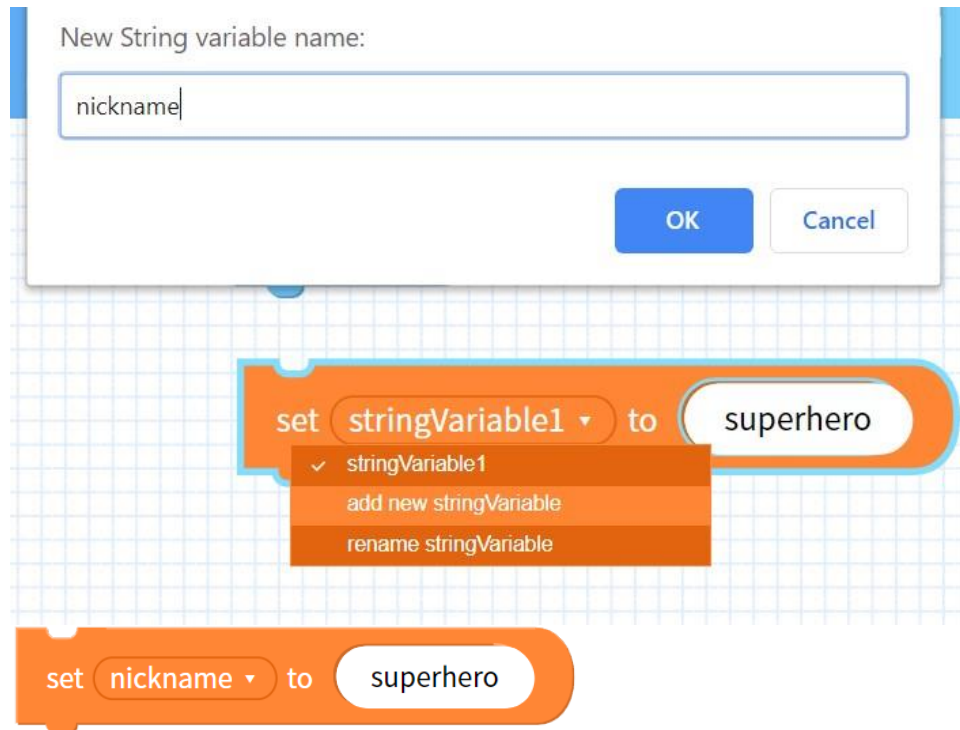 New String variable name:
nickname
OK Cancel
set stringVariable1 to superhero
stringVariable1
add new stringVariable
rename stringVariable
set nickname to superhero